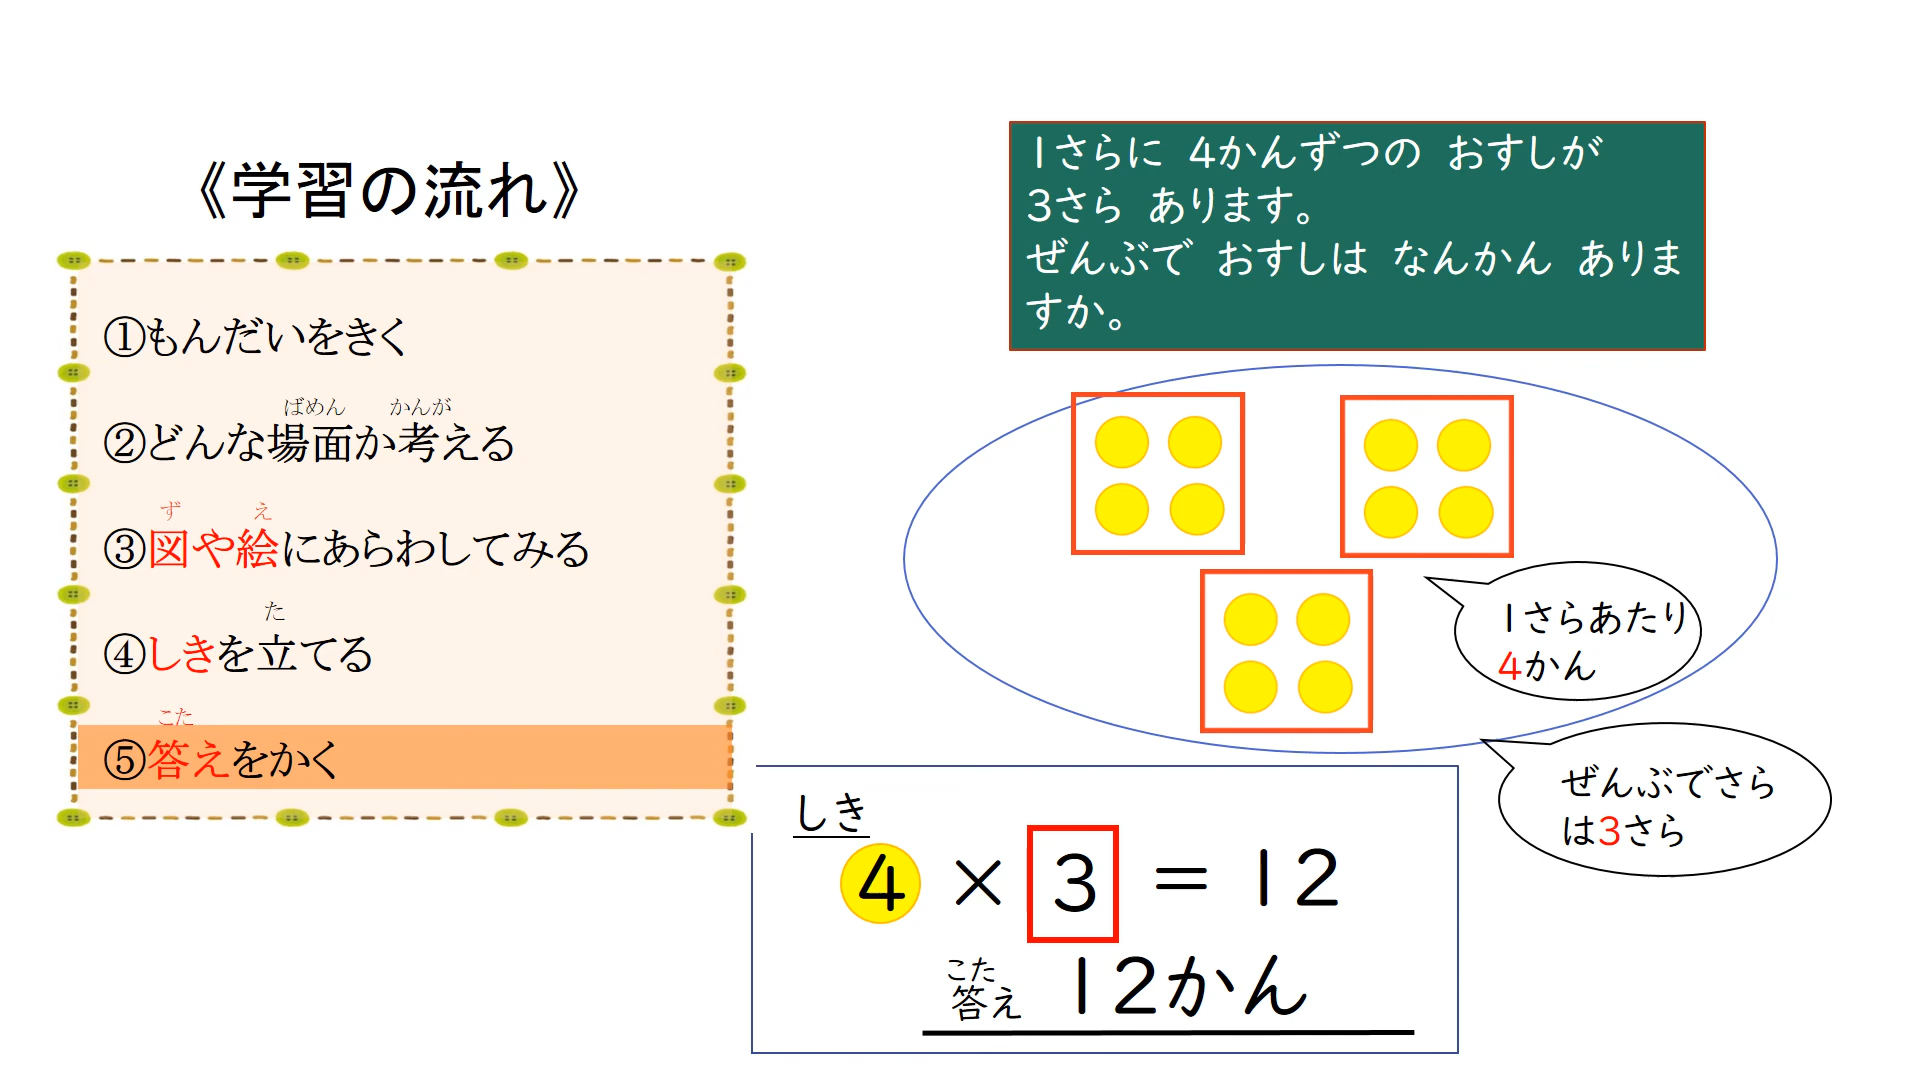 《学習の流れ》
①もんだいをきく
ばめん かんが
②どんな場面か考える
ず え
③図や絵にあらわしてみる
た
④しきを立てる
こた
⑤答えをかく
1さらに 4かんずつの おすしが
3さら あります。
ぜんぶで おすしは なんかん ありま
すか。
1さらあたり
4かん
ぜんぶでさら
は3さら
しき
4 × 3 = 12
こた
答え 12かん